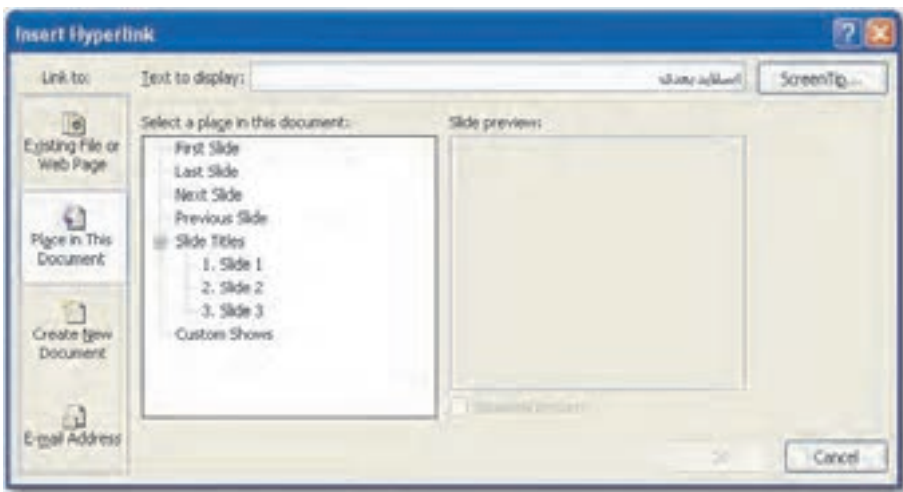 Insert Hyperlink
Link to:
Text to display:
اسلاید بعدی
ScreenTip...
Existing File or
Web Page
Place in This
Document
Create New
Document
E-mail Address
Select a place in this document:
First Slide
Last Slide
Next Slide
Previous Slide
Slide Titles
1. Slide 1
2. Slide 2
3. Slide 3
Custom Shows
Slide preview:
Cancel